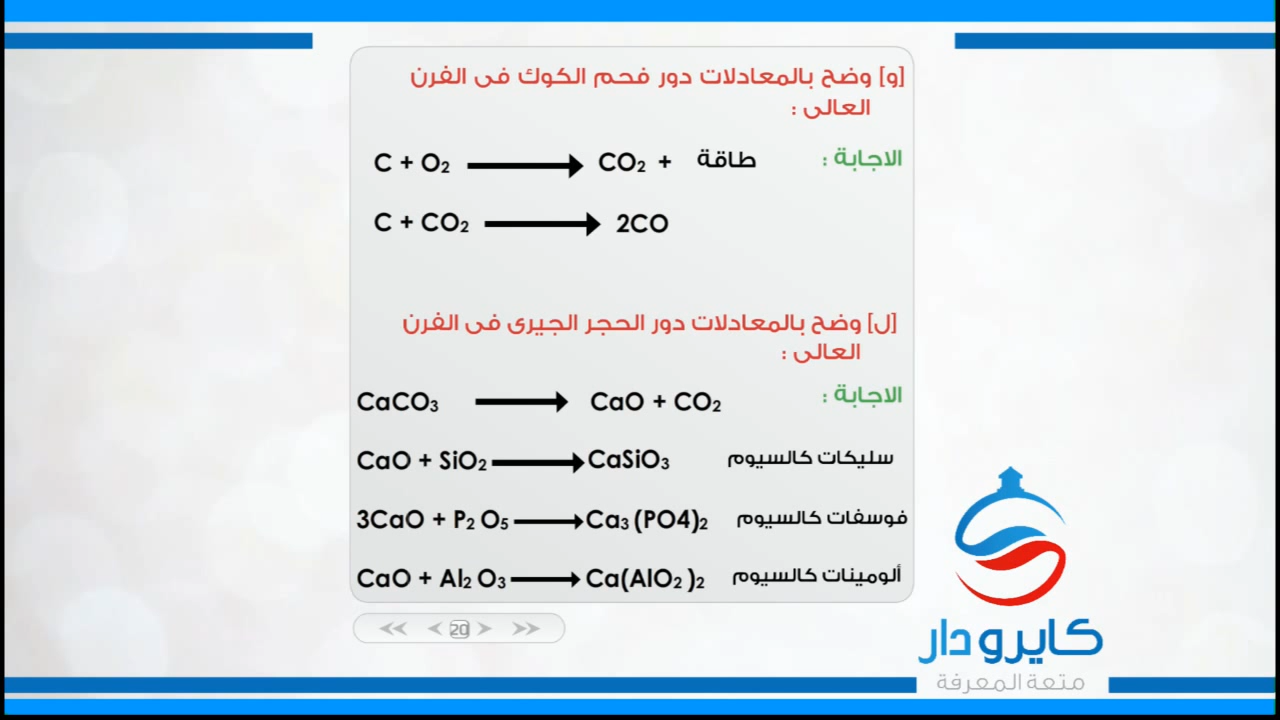 [و] وضح بالمعادلات دور فحم الكوك فى الفرن
العالى :
الاجابة :
C + O₂ ⟶ CO₂ + طاقة
C + CO₂ ⟶ 2CO
[ل] وضح بالمعادلات دور الحجر الجيرى فى الفرن
العالى :
الاجابة :
CaCO₃ ⟶ CaO + CO₂
CaO + SiO₂ ⟶ CaSiO₃ سليكات كالسيوم
3CaO + P₂ O₅ ⟶ Ca₃ (PO4)₂ فوسفات كالسيوم
CaO + Al₂ O₃ ⟶ Ca(AlO₂ )₂ ألومينات كالسيوم
20
كايرو دار
متعة المعرفة